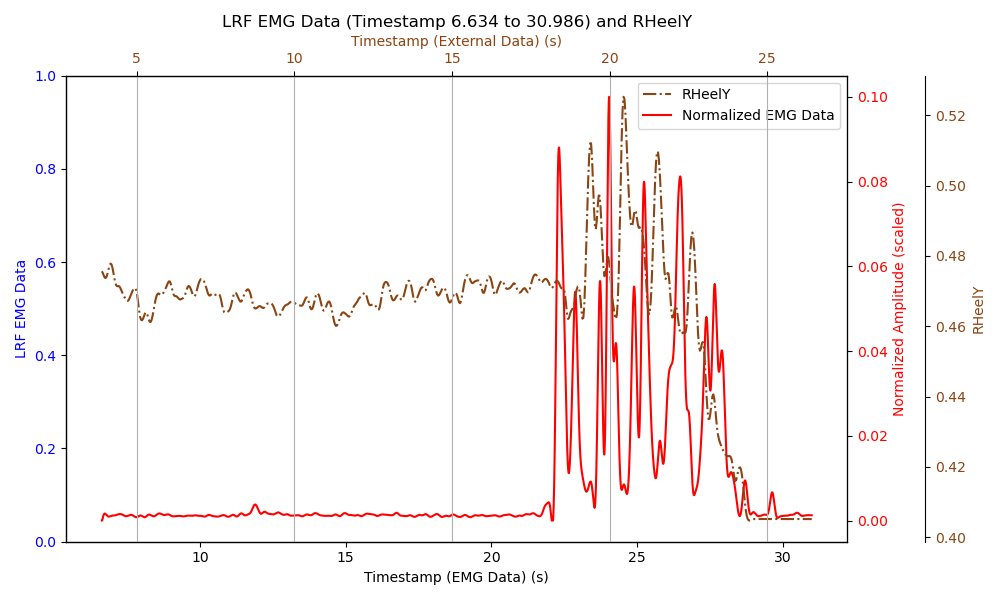 LRF EMG Data (Timestamp 6.634 to 30.986) and RHeelY
Timestamp (External Data) (s)
5 10 15 20 25
RHeelY
Normalized EMG Data
1.0
0.8
0.6
0.4
0.2
0.0
LRF EMG Data
0.10
0.08
0.06
0.04
0.02
0.00
Normalized Amplitude (scaled)
0.52
0.50
0.48
0.46
0.44
0.42
0.40
RHeelY
10 15 20 25 30
Timestamp (EMG Data) (s)